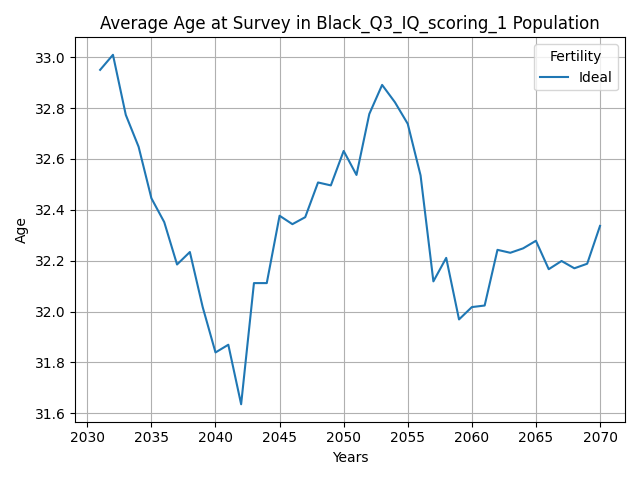 Average Age at Survey in Black_Q3_IQ_scoring_1 Population
Fertility
Ideal
33.0
32.8
32.6
32.4
32.2
32.0
31.8
31.6
Age
2030 2035 2040 2045 2050 2055 2060 2065 2070
Years